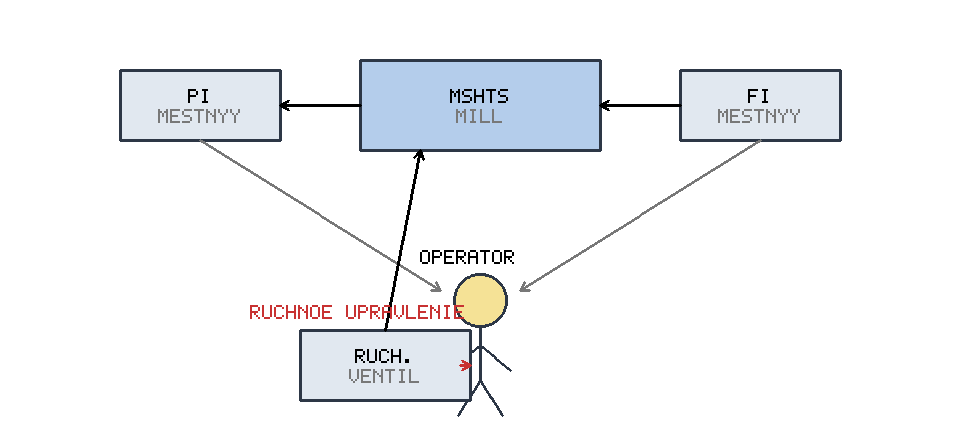 PI
MESTNYY
MSHTS
MILL
FI
MESTNYY
OPERATOR
RUCHNOE UPRAVLENIE
RUCH.
VENTIL